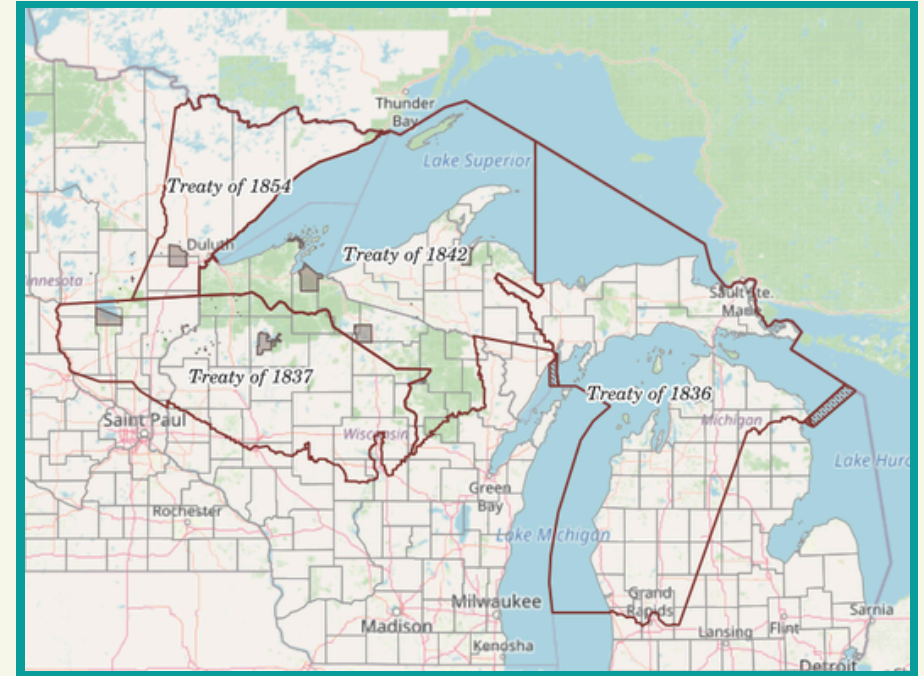 Thunder
Bay
Lake Superior
Treaty of 1854
Duluth
Treaty of 1842
Sault Ste.
Marie
Treaty of 1837
Treaty of 1836
Saint Paul
Wisconsin
Michigan
Lake Huro
Green
Bay
Rochester
Lake Michigan
Grand
Rapids
Milwaukee
Madison
Sarnia
Lansing
Flint
Kenosha
Detroit